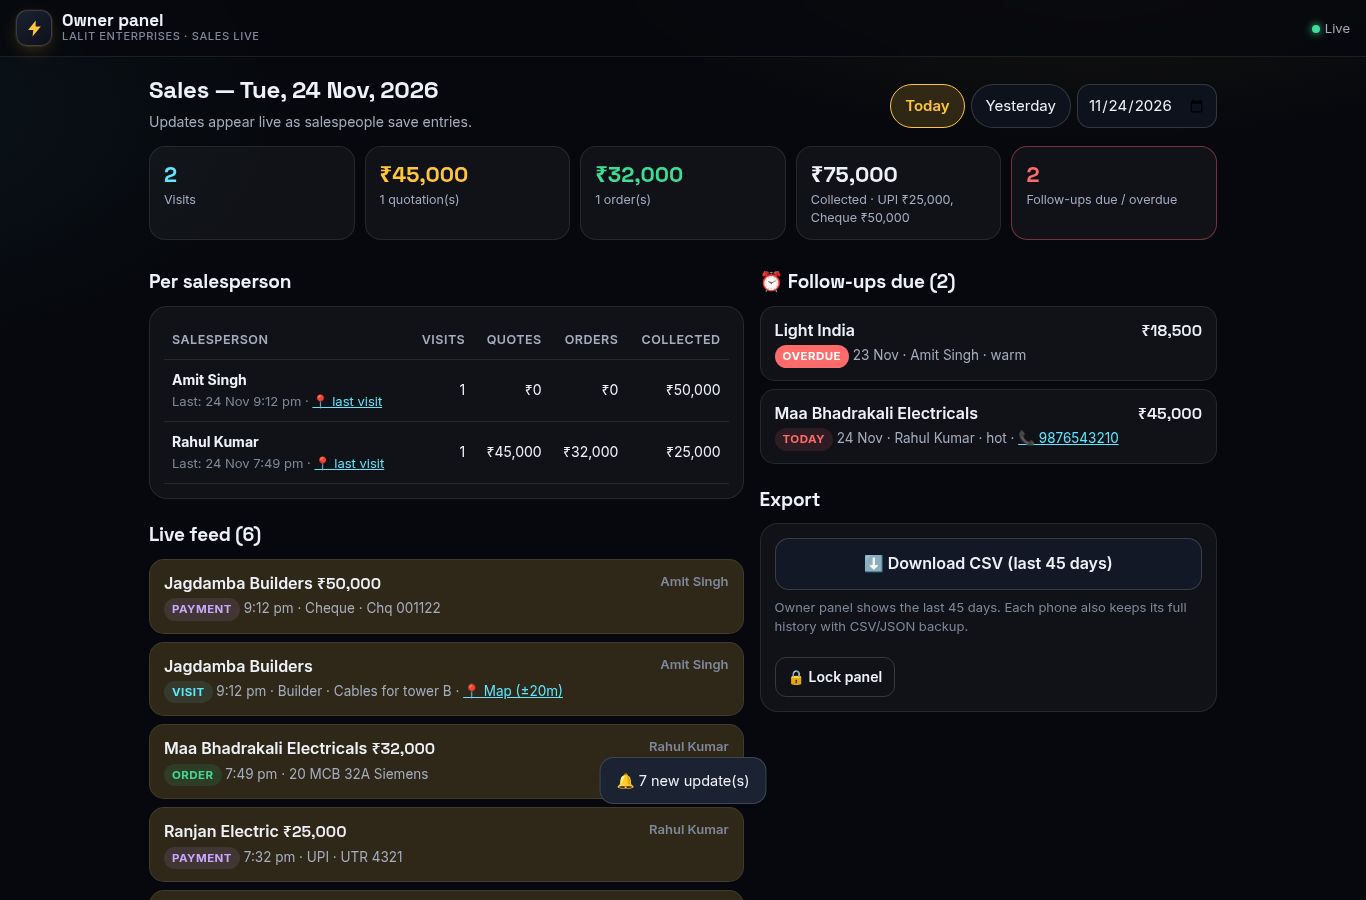 Owner panel
LALIT ENTERPRISES · SALES LIVE
Live
Sales — Tue, 24 Nov, 2026
Updates appear live as salespeople save entries.
Today
Yesterday
11/24/2026
2
Visits
₹45,000
1 quotation(s)
₹32,000
1 order(s)
₹75,000
Collected · UPI ₹25,000,
Cheque ₹50,000
2
Follow-ups due / overdue
Per salesperson
SALESPERSON VISITS QUOTES ORDERS COLLECTED
Amit Singh
Last: 24 Nov 9:12 pm · 📍 last visit
1 ₹0 ₹0 ₹50,000
Rahul Kumar
Last: 24 Nov 7:49 pm · 📍 last visit
1 ₹45,000 ₹32,000 ₹25,000
Live feed (6)
Jagdamba Builders ₹50,000 Amit Singh
PAYMENT 9:12 pm · Cheque · Chq 001122
Jagdamba Builders Amit Singh
VISIT 9:12 pm · Builder · Cables for tower B · 📍 Map (±20m)
Maa Bhadrakali Electricals ₹32,000 Rahul Kumar
ORDER 7:49 pm · 20 MCB 32A Siemens
🔔 7 new update(s)
Ranjan Electric ₹25,000 Rahul Kumar
PAYMENT 7:32 pm · UPI · UTR 4321
⏰ Follow-ups due (2)
Light India ₹18,500
OVERDUE 23 Nov · Amit Singh · warm
Maa Bhadrakali Electricals ₹45,000
TODAY 24 Nov · Rahul Kumar · hot · 📞 9876543210
Export
⬇️ Download CSV (last 45 days)
Owner panel shows the last 45 days. Each phone also keeps its full
history with CSV/JSON backup.
🔒 Lock panel